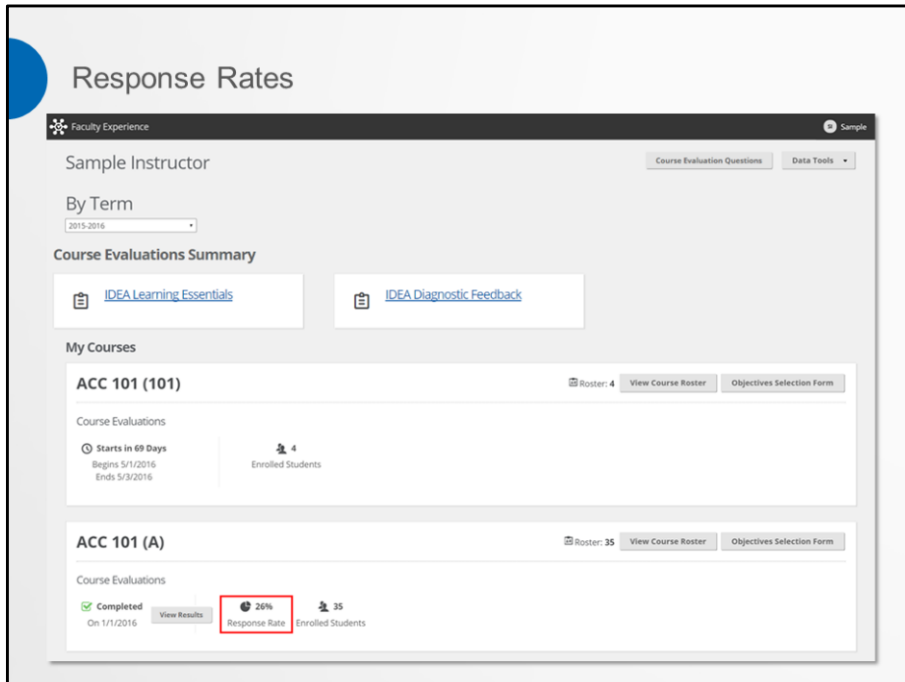 Response Rates
Faculty Experience
SI Sample
Sample Instructor
Course Evaluation Questions
Data Tools
By Term
2015-2016
Course Evaluations Summary
IDEA Learning Essentials
IDEA Diagnostic Feedback
My Courses
ACC 101 (101)
Roster: 4 View Course Roster Objectives Selection Form
Course Evaluations
Starts in 69 Days
Begins 5/1/2016
Ends 5/3/2016
4
Enrolled Students
ACC 101 (A)
Roster: 35 View Course Roster Objectives Selection Form
Course Evaluations
Completed
On 1/1/2016
View Results
26%
Response Rate
35
Enrolled Students